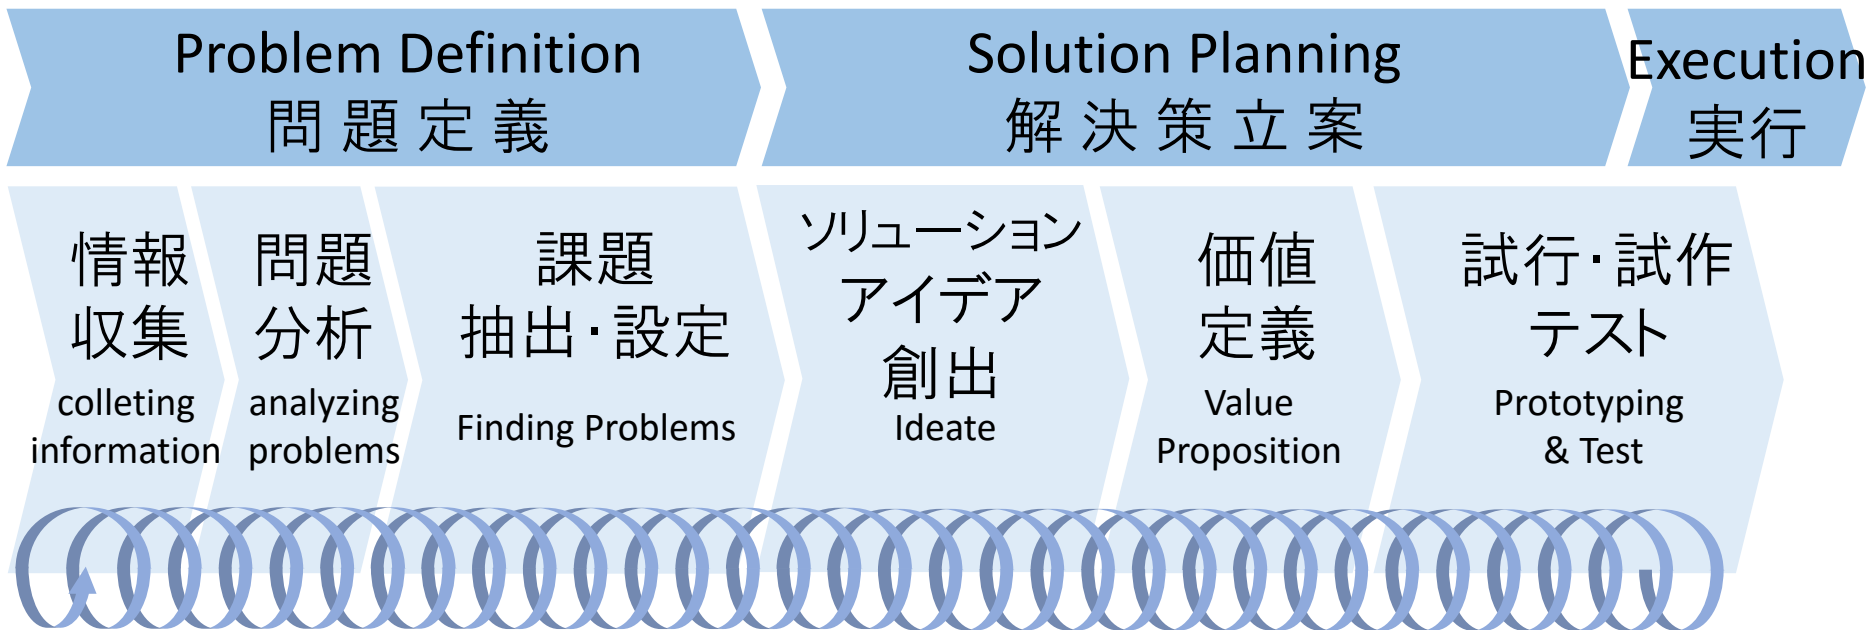 Problem Definition
問題定義
Solution Planning
解決策立案
Execution
実行
情報
収集
colleting
information
問題
分析
analyzing
problems
課題
抽出・設定
Finding Problems
ソリューション
アイデア
創出
Ideate
価値
定義
Value
Proposition
試行・試作
テスト
Prototyping
& Test